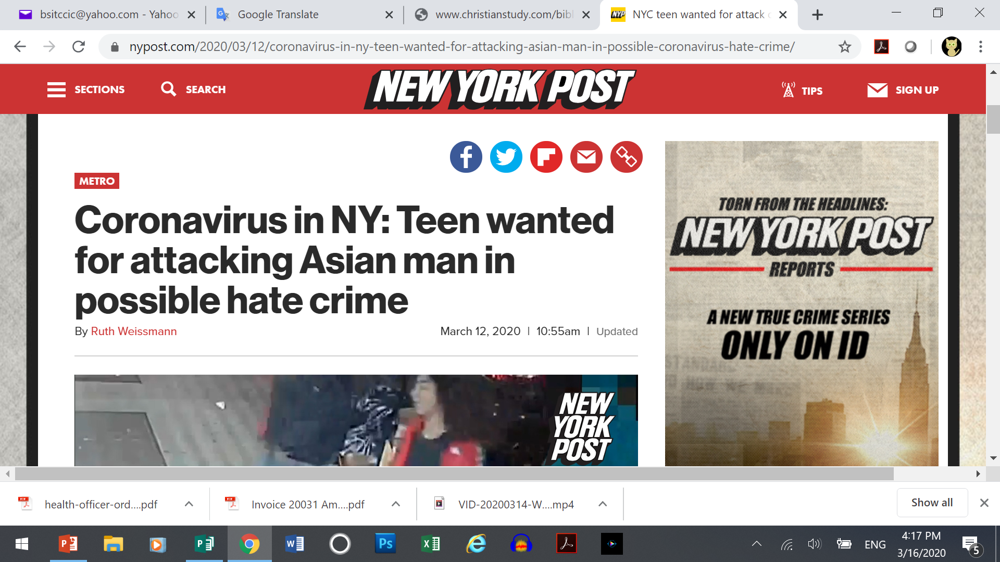 bsitccic@yahoo.com - Yahoo
Google Translate
www.christianstudy.com/bibl
NYC teen wanted for attack o
nypost.com/2020/03/12/coronavirus-in-ny-teen-wanted-for-attacking-asian-man-in-possible-coronavirus-hate-crime/
SECTIONS
SEARCH
NEW YORK POST
TIPS
SIGN UP
METRO
Coronavirus in NY: Teen wanted
for attacking Asian man in
possible hate crime
By Ruth Weissmann
March 12, 2020 | 10:55am | Updated
NEW
YORK
POST
TORN FROM THE HEADLINES:
NEW YORK POST
REPORTS
A NEW TRUE CRIME SERIES
ONLY ON ID
health-officer-ord....pdf
Invoice 20031 Am....pdf
VID-20200314-W....mp4
Show all
ENG
4:17 PM
3/16/2020
5